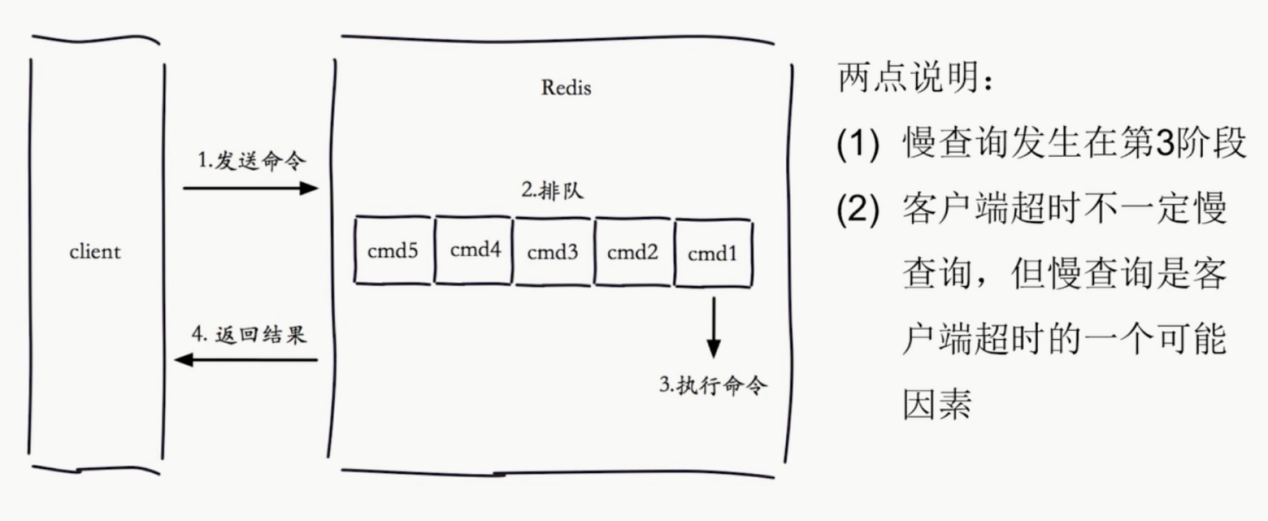 Redis
1.发送命令
2.排队
client
cmd5
cmd4
cmd3
cmd2
cmd1
4. 返回结果
3.执行命令
两点说明：
(1) 慢查询发生在第3阶段
(2) 客户端超时不一定慢
查询，但慢查询是客
户端超时的一个可能
因素